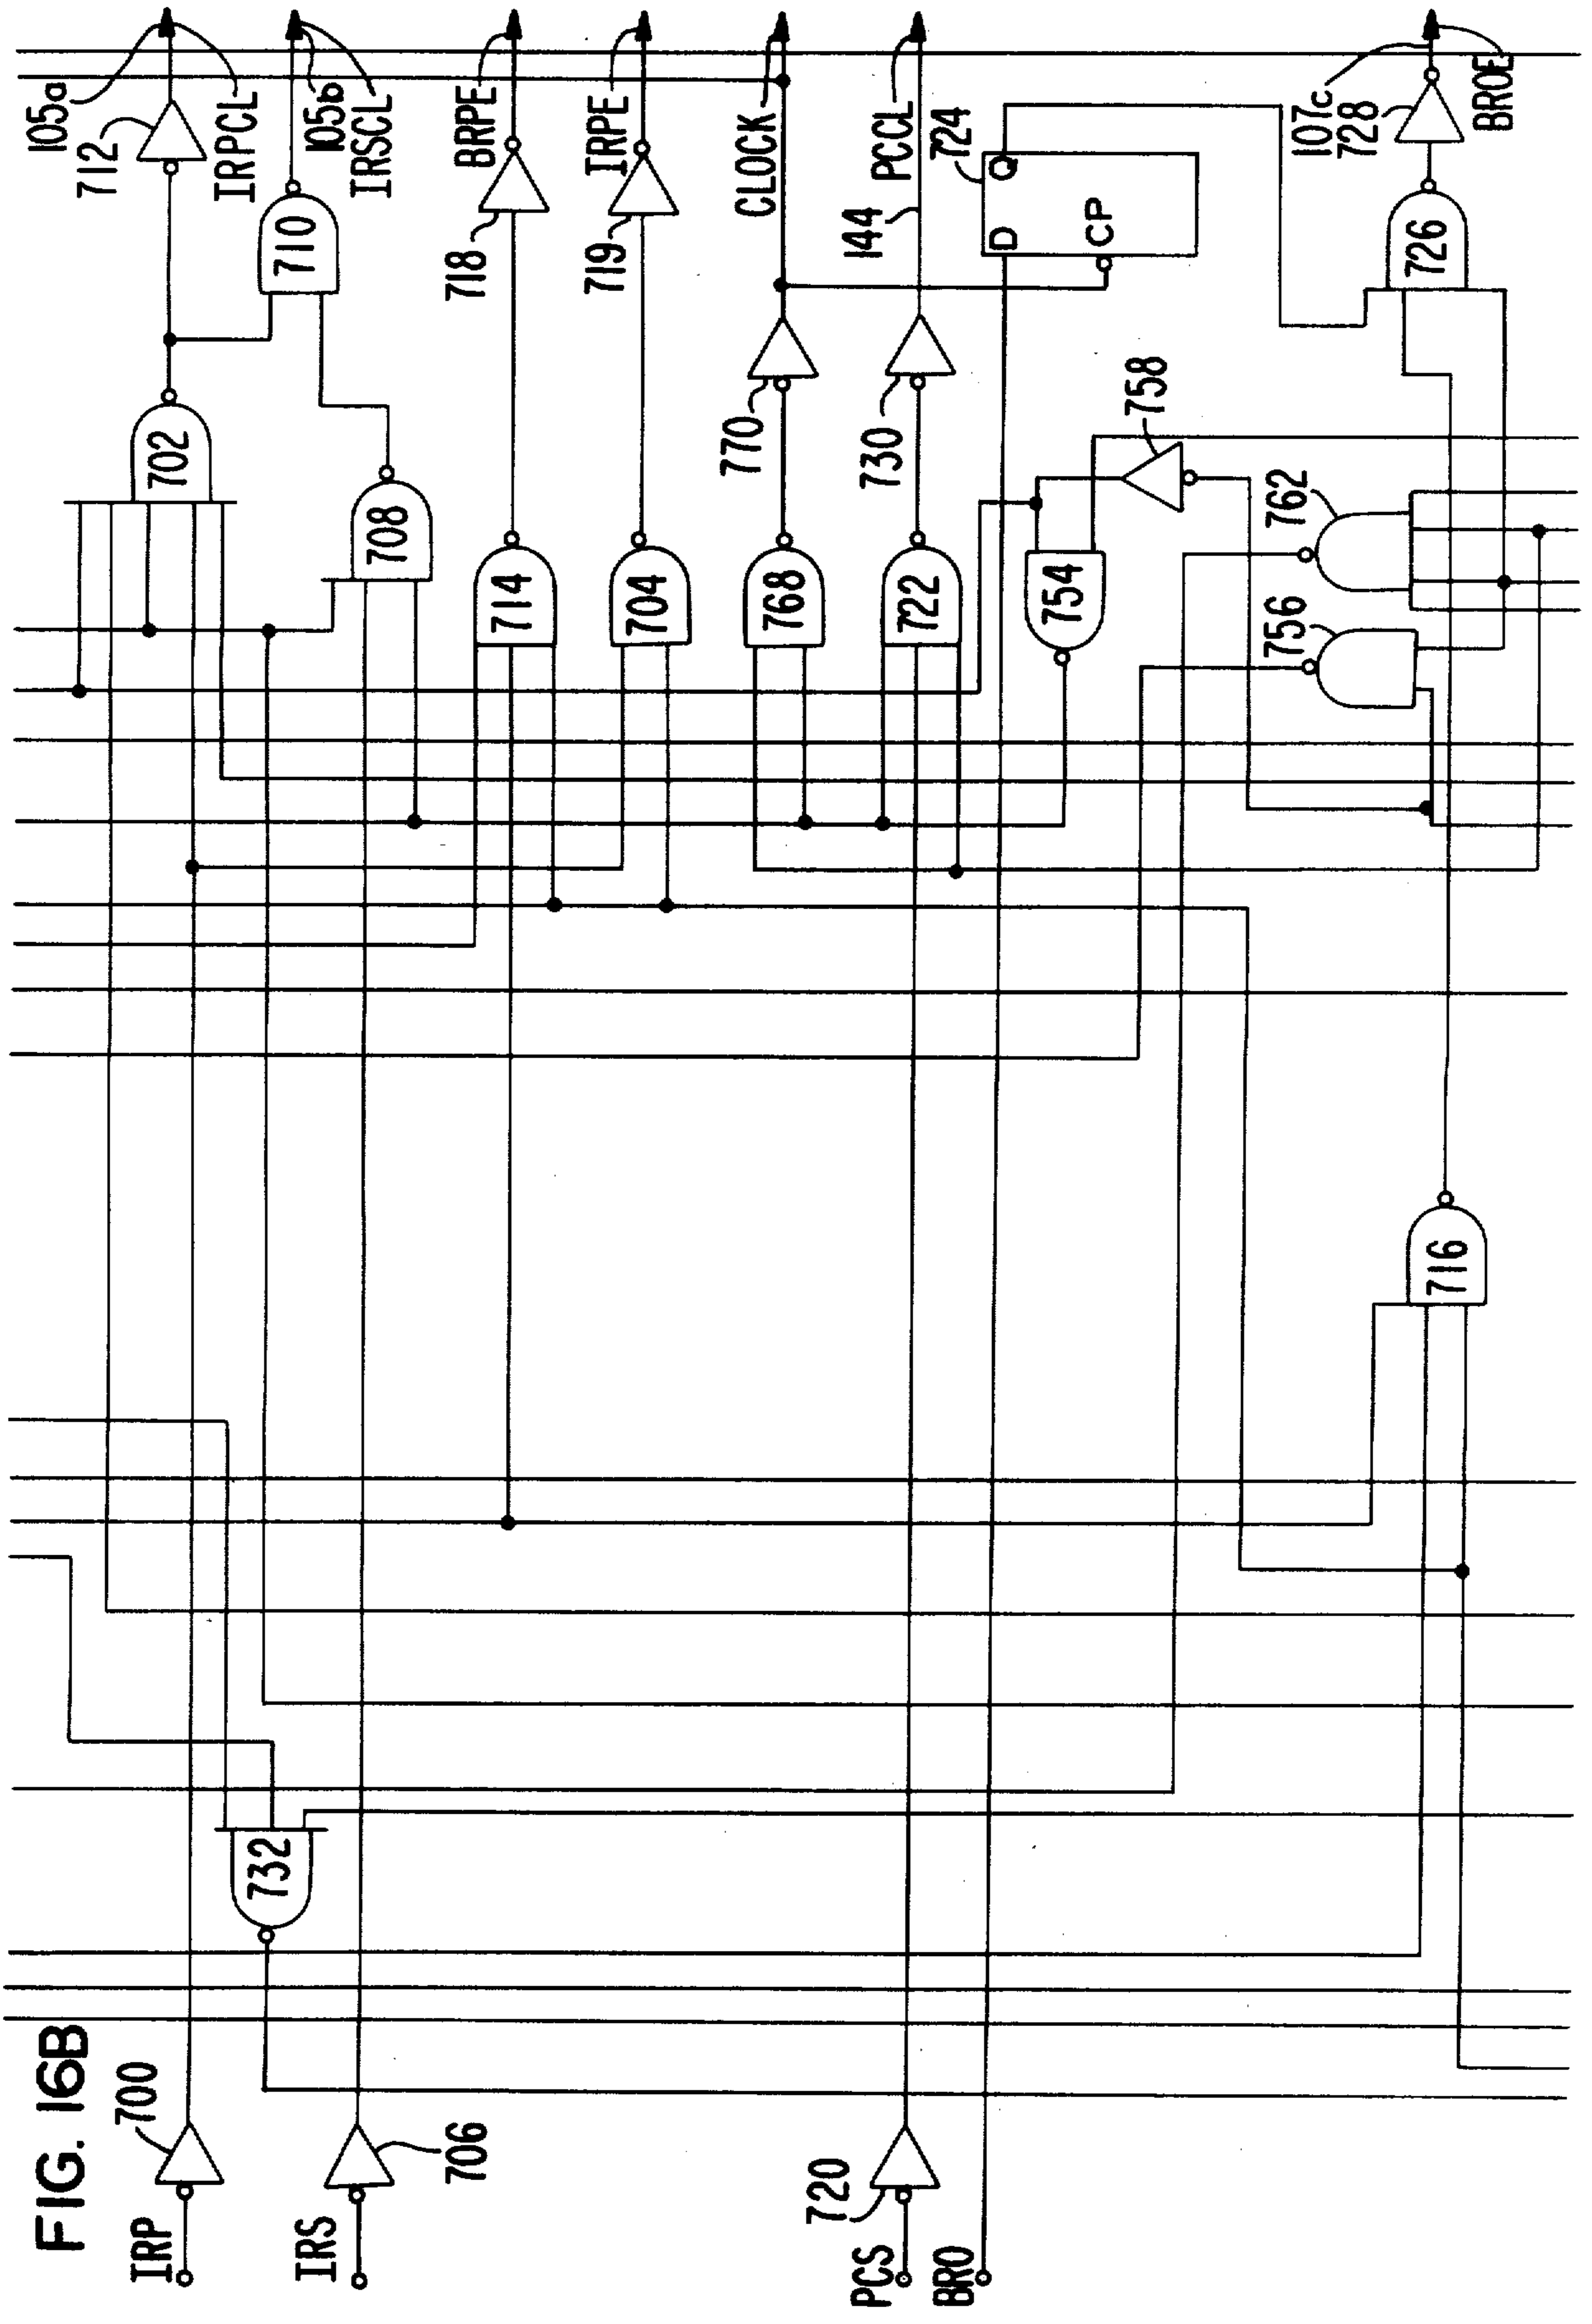 FIG. 16B
IRP
700
IRS
706
PCS
720
BRO
732
716
702
708
714
704
768
722
754
756
762
758
712
710
718
719
770
730
724
D
Q
CP
726
728
144
105a
IRPCL
105b
IRSCL
BRPE
IRPE
CLOCK
PCCL
107c
BROE